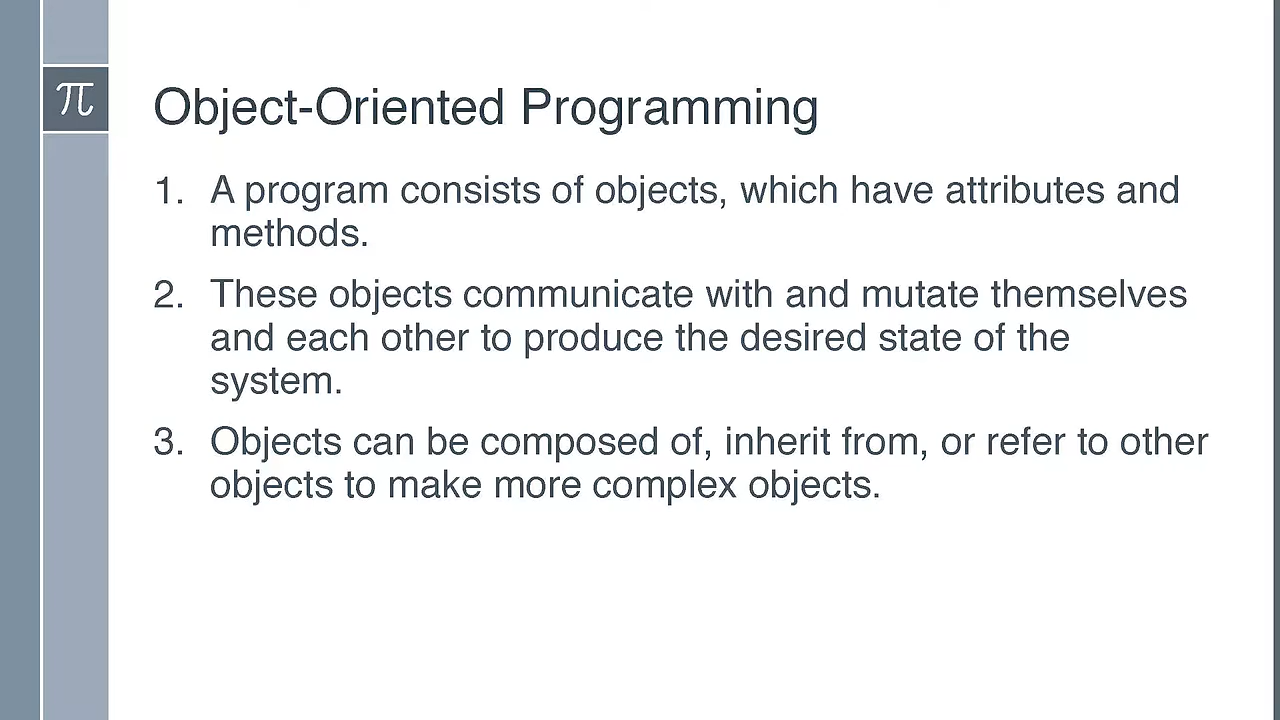 π
Object-Oriented Programming
1. A program consists of objects, which have attributes and
methods.
2. These objects communicate with and mutate themselves
and each other to produce the desired state of the
system.
3. Objects can be composed of, inherit from, or refer to other
objects to make more complex objects.